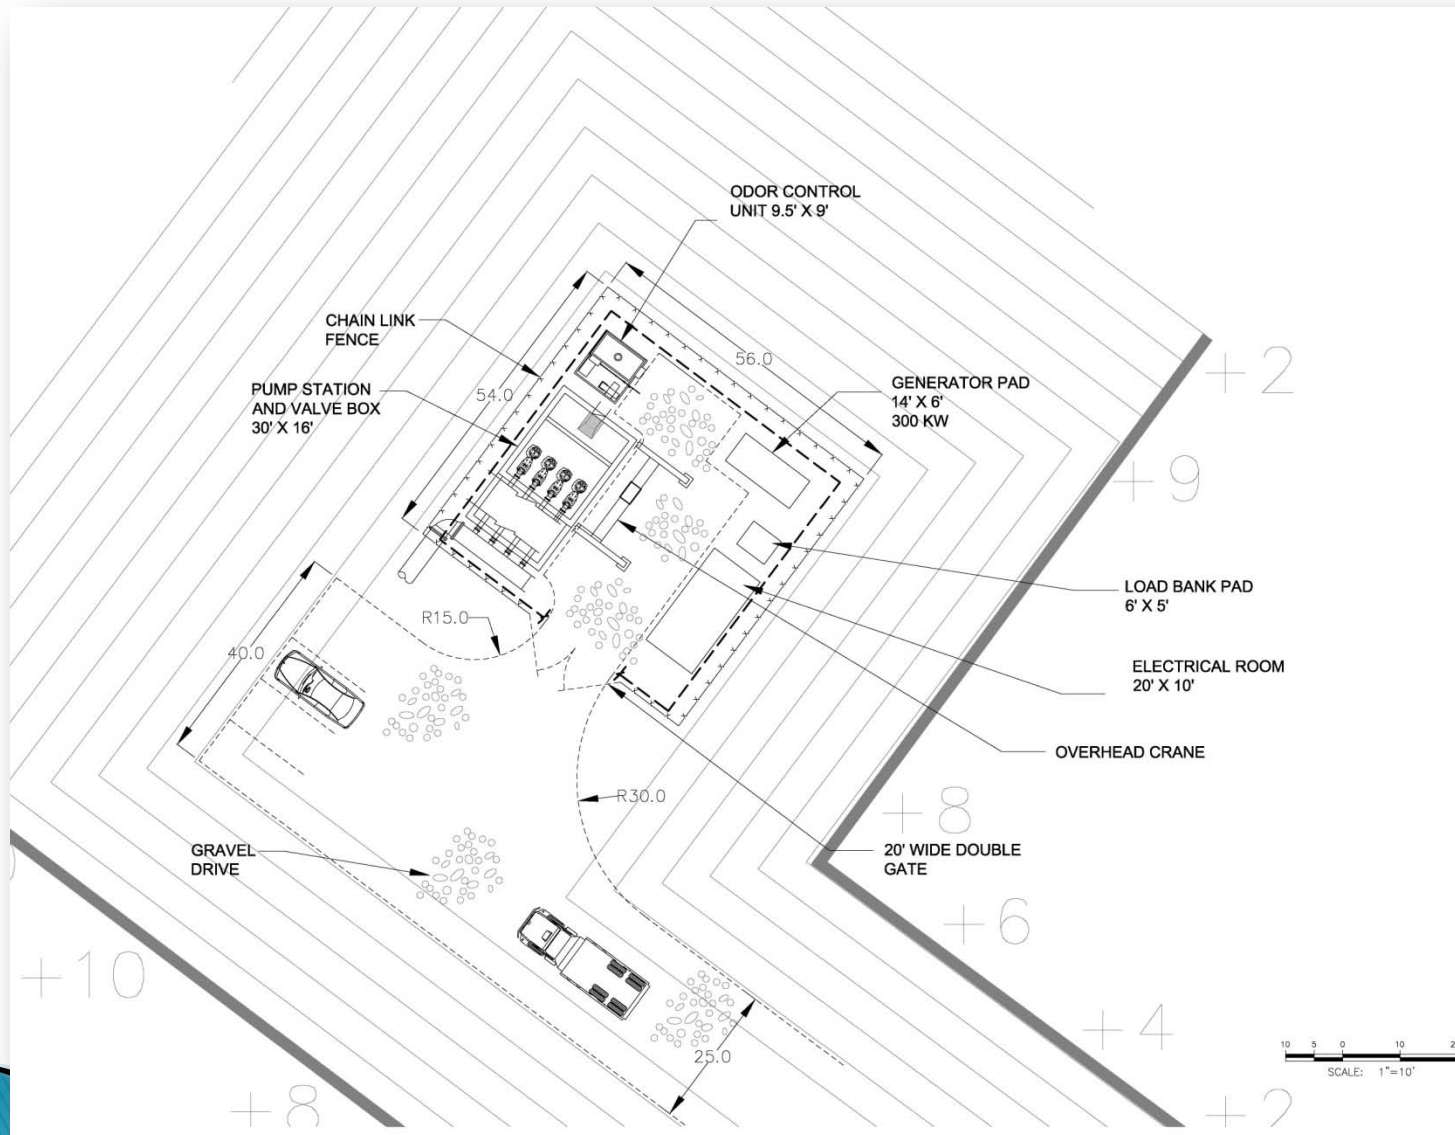 ODOR CONTROL
UNIT 9.5' X 9'
CHAIN LINK
FENCE
56.0
+2
54.0
PUMP STATION
AND VALVE BOX
30' X 16'
GENERATOR PAD
14' X 6'
300 KW
+9
LOAD BANK PAD
6' X 5'
R15.0
40.0
ELECTRICAL ROOM
20' X 10'
OVERHEAD CRANE
R30.0
+8
GRAVEL
DRIVE
20' WIDE DOUBLE
GATE
+6
+10
+4
25.0
10 5 0 10
SCALE: 1"=10'
+8
+2